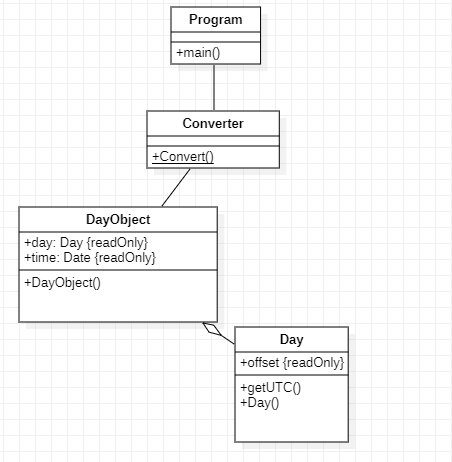 Program
+main()
Converter
+Convert()
DayObject
+day: Day {readOnly}
+time: Date {readOnly}
+DayObject()
Day
+offset {readOnly}
+getUTC()
+Day()